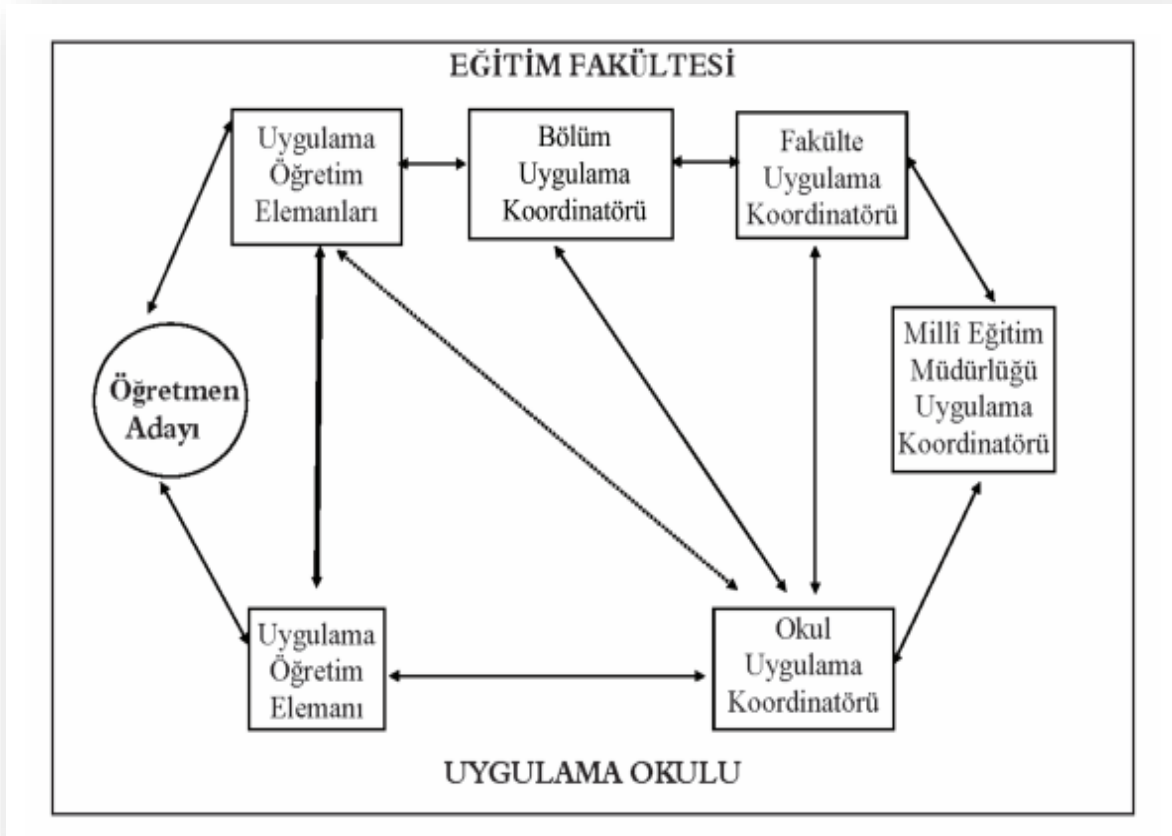 EĞİTİM FAKÜLTESİ
Uygulama
Öğretim
Elemanları
Bölüm
Uygulama
Koordinatörü
Fakülte
Uygulama
Koordinatörü
Öğretmen
Adayı
Millî Eğitim
Müdürlüğü
Uygulama
Koordinatörü
Uygulama
Öğretim
Elemanı
Okul
Uygulama
Koordinatörü
UYGULAMA OKULU